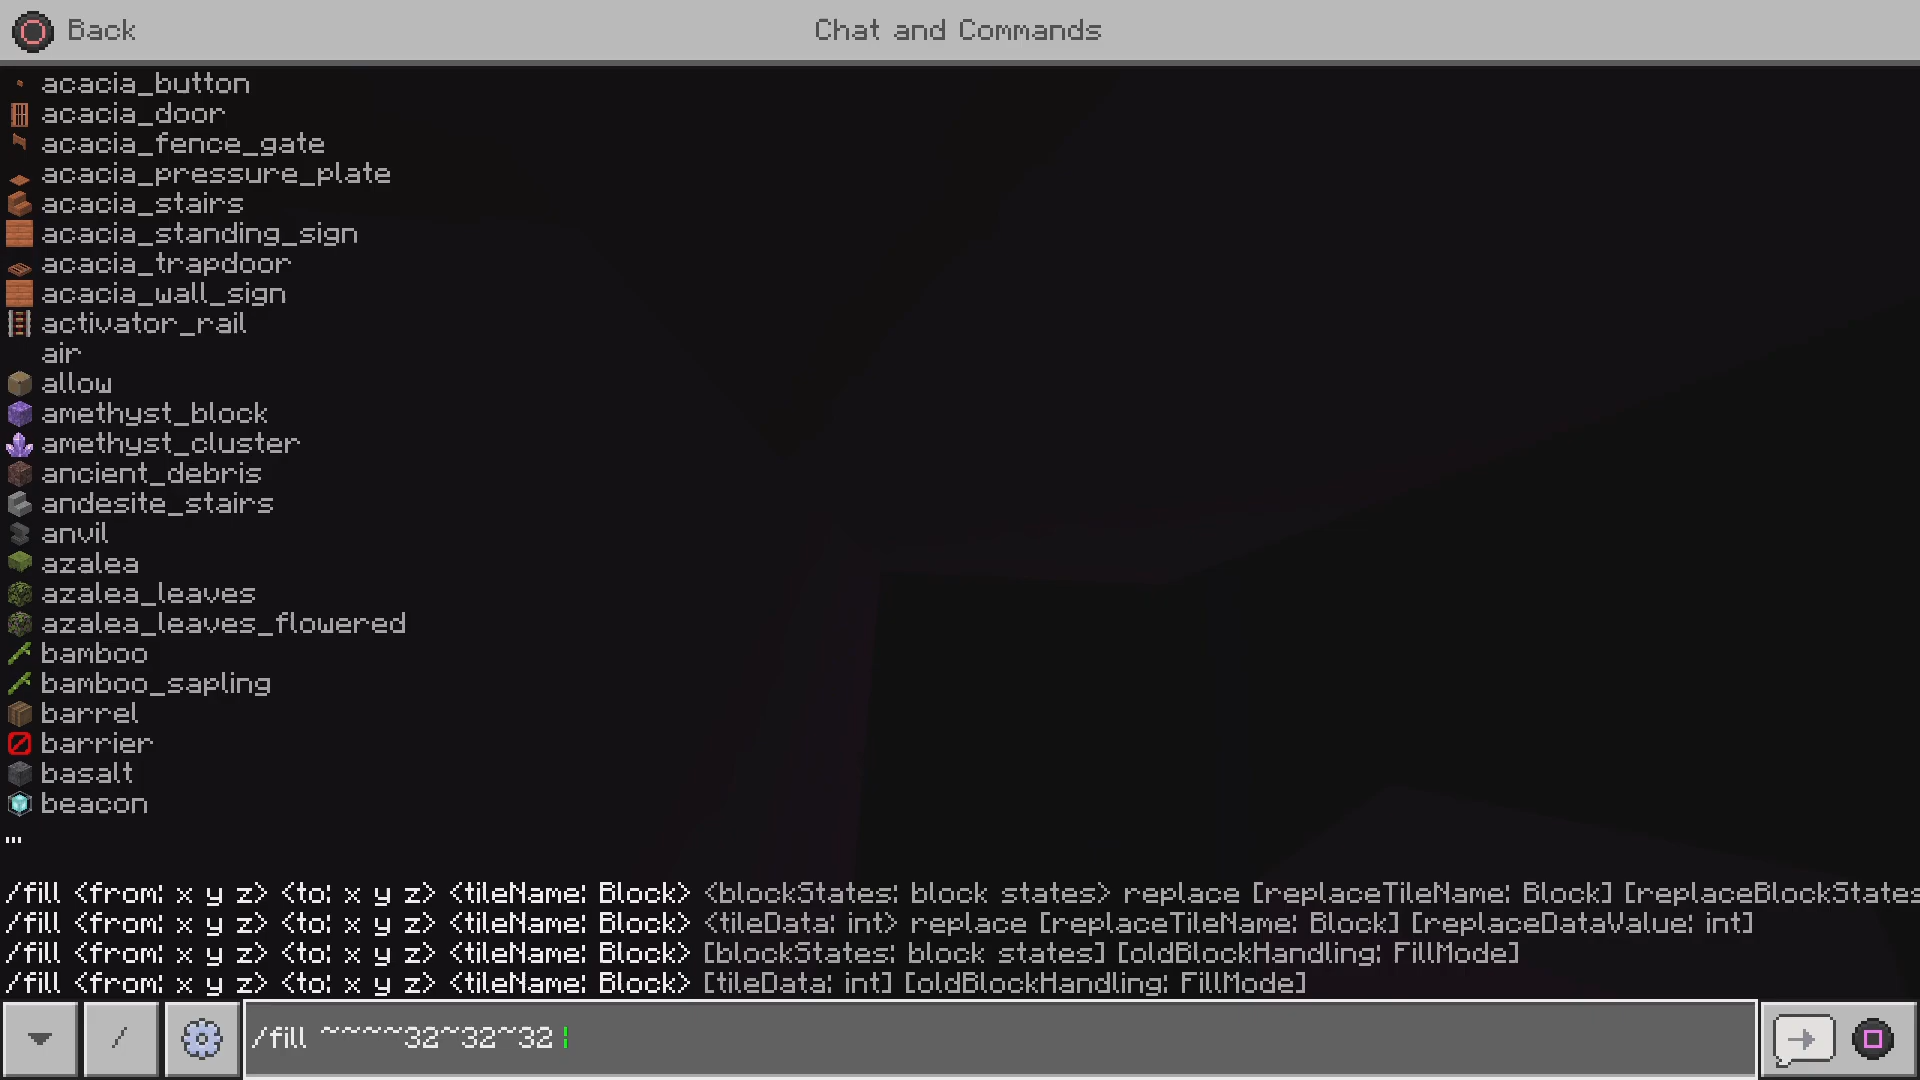 Back
Chat and Commands
acacia_button
acacia_door
acacia_fence_gate
acacia_pressure_plate
acacia_stairs
acacia_standing_sign
acacia_trapdoor
acacia_wall_sign
activator_rail
air
allow
amethyst_block
amethyst_cluster
ancient_debris
andesite_stairs
anvil
azalea
azalea_leaves
azalea_leaves_flowered
bamboo
bamboo_sapling
barrel
barrier
basalt
beacon
...
/fill <from: x y z> <to: x y z> <tileName: Block> <blockStates: block states> replace [replaceTileName: Block] [replaceBlockStates
/fill <from: x y z> <to: x y z> <tileName: Block> <tileData: int> replace [replaceTileName: Block] [replaceDataValue: int]
/fill <from: x y z> <to: x y z> <tileName: Block> [blockStates: block states] [oldBlockHandling: FillMode]
/fill <from: x y z> <to: x y z> <tileName: Block> [tileData: int] [oldBlockHandling: FillMode]
/
/fill ~~~~32~32~32